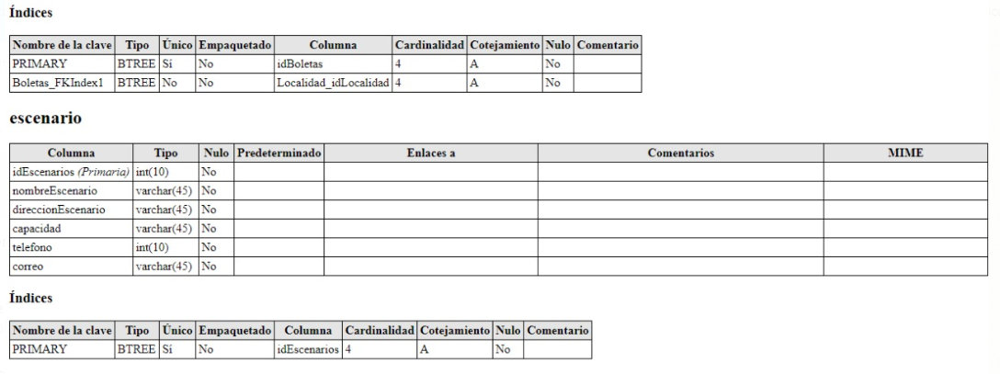 Índices
Nombre de la clave Tipo Único Empaquetado Columna Cardinalidad Cotejamiento Nulo Comentario
PRIMARY BTREE Sí No idBoletas 4 A No
Boletas_FKIndex1 BTREE No No Localidad_idLocalidad 4 A No
escenario
Columna Tipo Nulo Predeterminado Enlaces a Comentarios MIME
idEscenarios (Primaria) int(10) No
nombreEscenario varchar(45) No
direccionEscenario varchar(45) No
capacidad varchar(45) No
telefono int(10) No
correo varchar(45) No
Índices
Nombre de la clave Tipo Único Empaquetado Columna Cardinalidad Cotejamiento Nulo Comentario
PRIMARY BTREE Sí No idEscenarios 4 A No